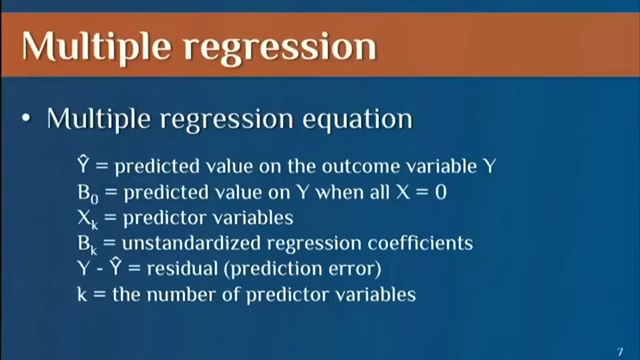 Multiple regression
• Multiple regression equation
Ŷ = predicted value on the outcome variable Y
B₀ = predicted value on Y when all X = 0
Xₖ = predictor variables
Bₖ = unstandardized regression coefficients
Y - Ŷ = residual (prediction error)
k = the number of predictor variables
7